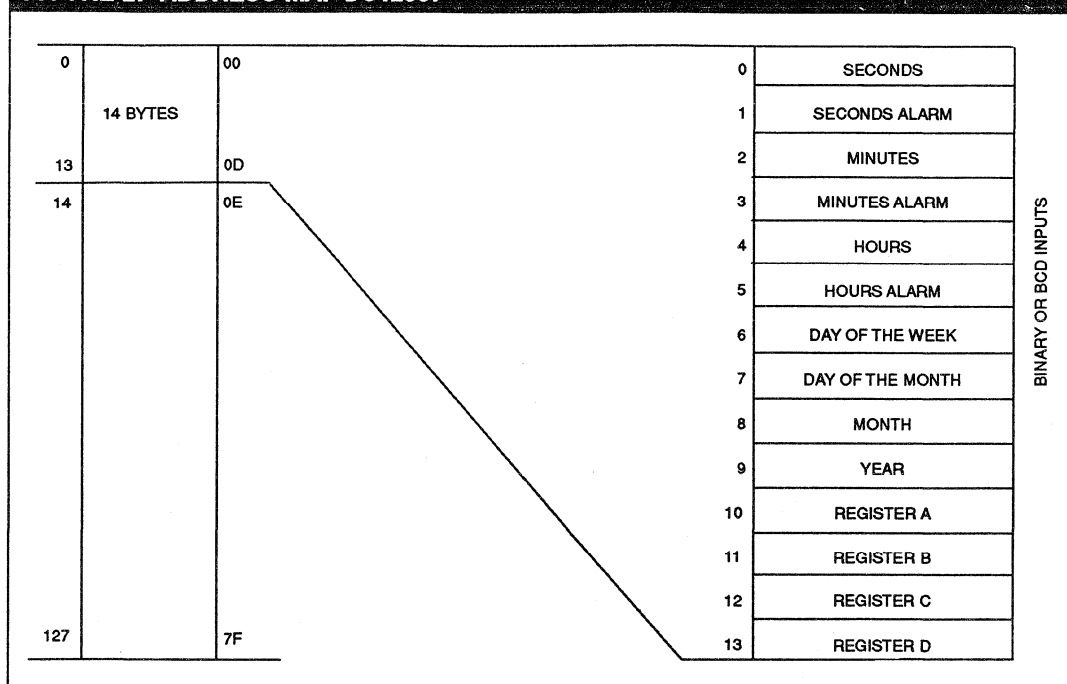 0
00
14 BYTES
13
0D
14
0E
127
7F
0 SECONDS
1 SECONDS ALARM
2 MINUTES
3 MINUTES ALARM
4 HOURS
5 HOURS ALARM
6 DAY OF THE WEEK
7 DAY OF THE MONTH
8 MONTH
9 YEAR
10 REGISTER A
11 REGISTER B
12 REGISTER C
13 REGISTER D
BINARY OR BCD INPUTS